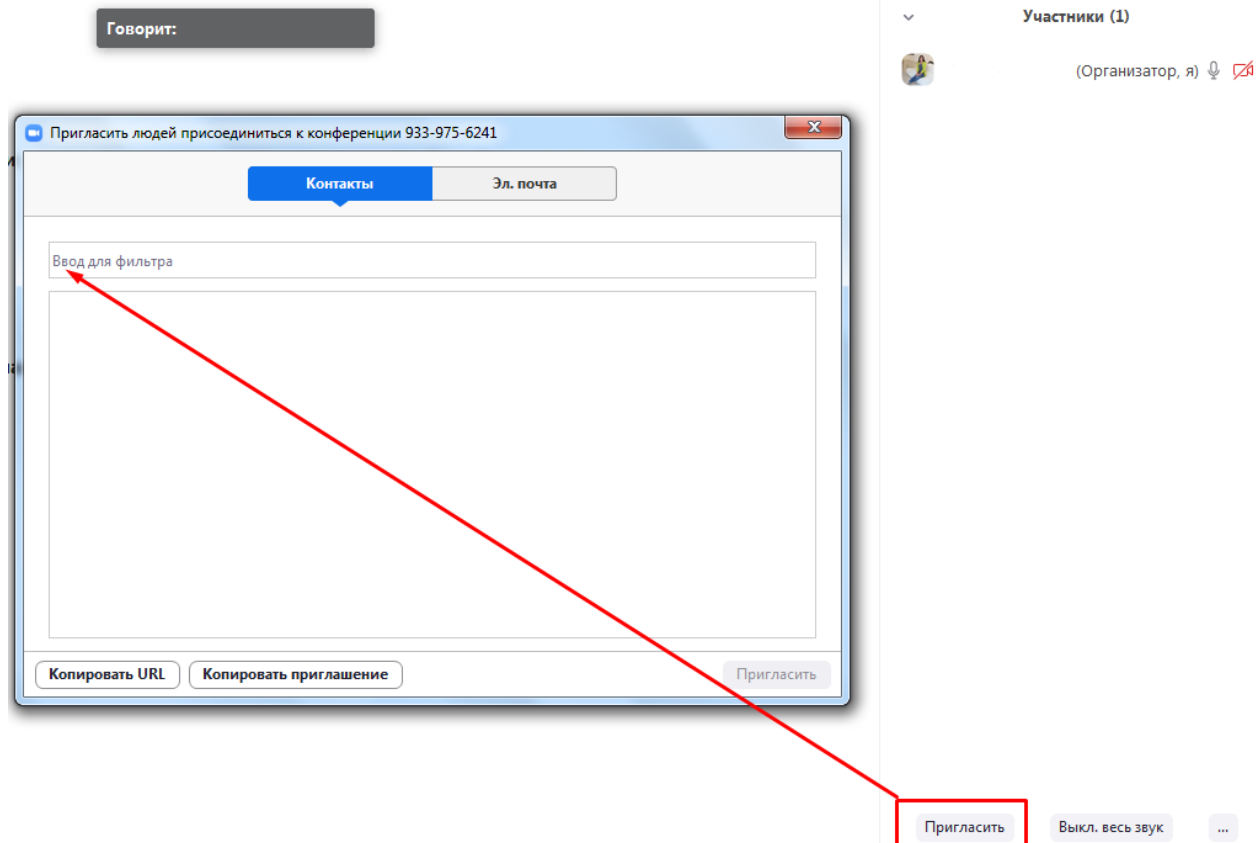 Говорит:
Участники (1)
(Организатор, я)
Пригласить людей присоединиться к конференции 933-975-6241
Контакты
Эл. почта
Ввод для фильтра
Копировать URL
Копировать приглашение
Пригласить
Пригласить
Выкл. весь звук
...